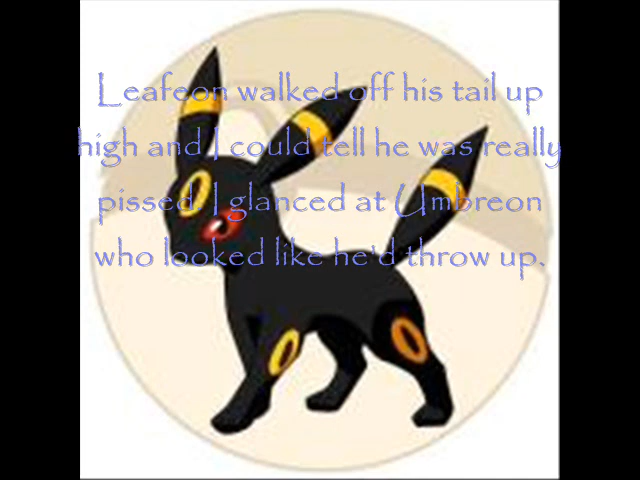 Leafeon walked off his tail up
high and I could tell he was really
pissed. I glanced at Umbreon
who looked like he'd throw up.